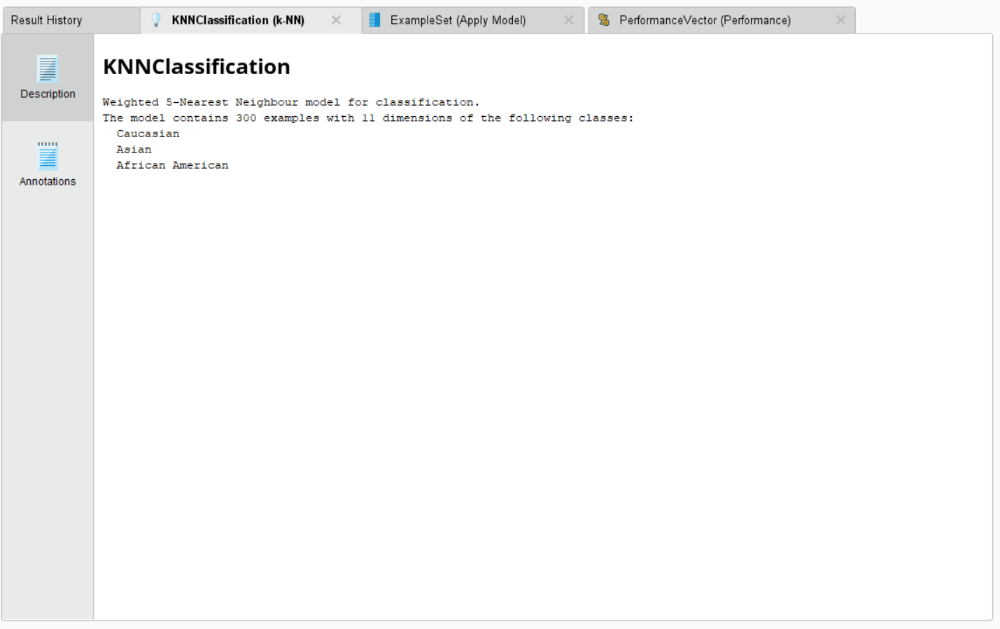 Result History
KNNClassification (k-NN)
ExampleSet (Apply Model)
PerformanceVector (Performance)
Description
Annotations
KNNClassification
Weighted 5-Nearest Neighbour model for classification.
The model contains 300 examples with 11 dimensions of the following classes:
Caucasian
Asian
African American